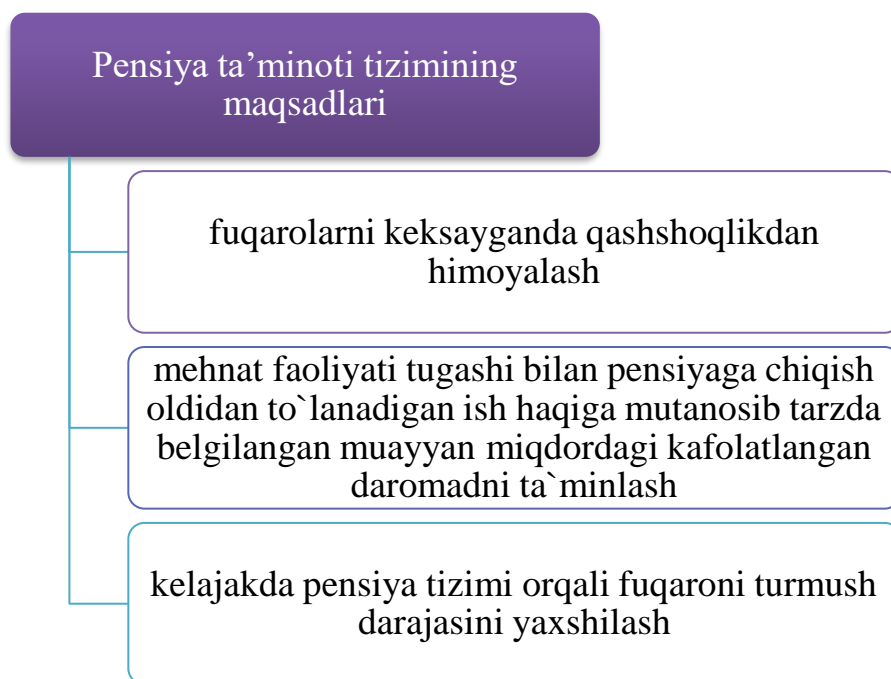 Pensiya ta’minoti tizimining
maqsadlari
fuqarolarni keksayganda qashshoqlikdan
himoyalash
mehnat faoliyati tugashi bilan pensiyaga chiqish
oldidan to`lanadigan ish haqiga mutanosib tarzda
belgilangan muayyan miqdordagi kafolatlangan
daromadni ta`minlash
kelajakda pensiya tizimi orqali fuqaroni turmush
darajasini yaxshilash